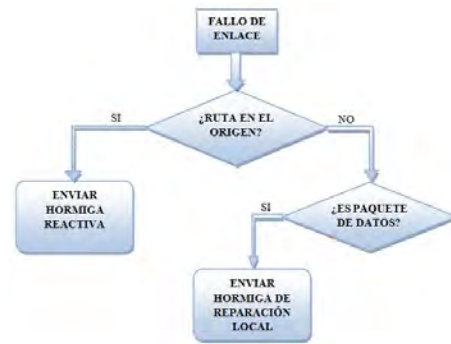 FALLO DE
ENLACE
¿RUTA EN EL
ORIGEN?
SI
NO
ENVIAR
HORMIGA
REACTIVA
¿ES PAQUETE
DE DATOS?
SI
ENVIAR
HORMIGA DE
REPARACIÓN
LOCAL